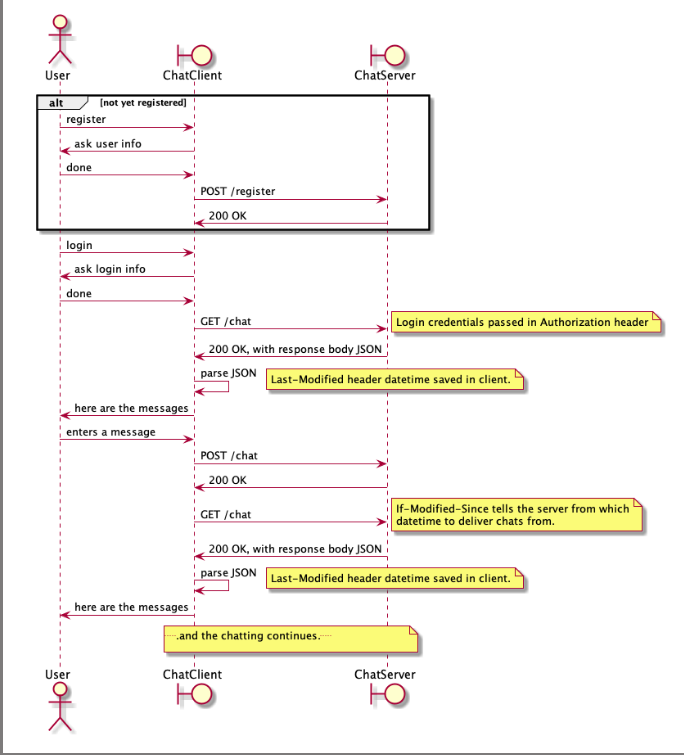 User ChatClient ChatServer
alt [not yet registered]
register
ask user info
done
POST /register
200 OK
login
ask login info
done
GET /chat
Login credentials passed in Authorization header
200 OK, with response body JSON
parse JSON
Last-Modified header datetime saved in client.
here are the messages
enters a message
POST /chat
200 OK
GET /chat
If-Modified-Since tells the server from which
datetime to deliver chats from.
200 OK, with response body JSON
parse JSON
Last-Modified header datetime saved in client.
here are the messages
.and the chatting continues.
User ChatClient ChatServer